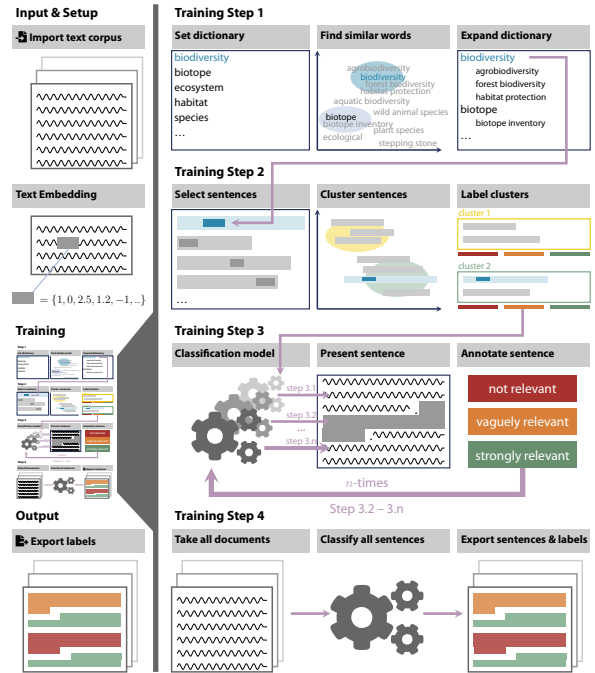 Input & Setup
Import text corpus
Text Embedding
= {1, 0, 2.5, 1.2, −1, ..}
Training
Output
Export labels
Training Step 1
Set dictionary
Find similar words
Expand dictionary
biodiversity
biotope
ecosystem
habitat
species
...
agrobiodiversity
biodiversity
forest biodiversity
habitat protection
aquatic biodiversity
wild animal species
biotope
biotope inventory
plant species
ecological
stepping stone
biodiversity
agrobiodiversity
forest biodiversity
habitat protection
biotope
biotope inventory
...
Training Step 2
Select sentences
Cluster sentences
Label clusters
...
cluster 1
cluster 2
Training Step 3
Classification model
Present sentence
Annotate sentence
step 3.1
step 3.2
...
step 3.n
.
.
not relevant
vaguely relevant
strongly relevant
n-times
Step 3.2 – 3.n
Training Step 4
Take all documents
Classify all sentences
Export sentences & labels